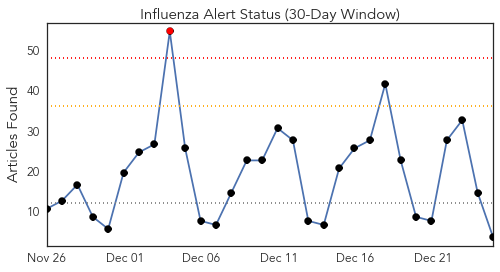 Influenza Alert Status (30-Day Window)
Articles Found
50
40
30
20
10
Nov 26 Dec 01 Dec 06 Dec 11 Dec 16 Dec 21